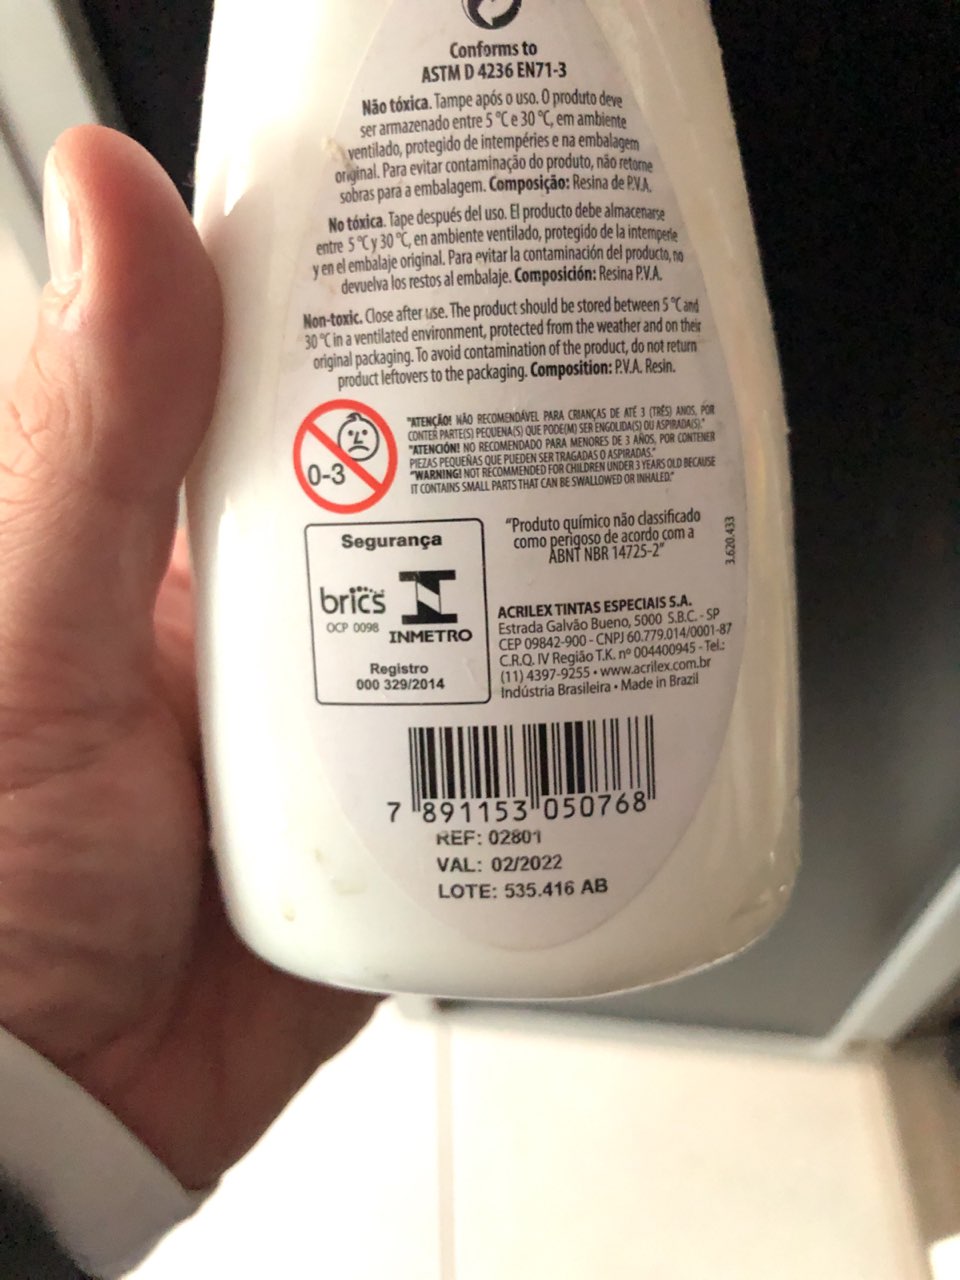 Conforms to
ASTM D 4236 EN71-3
Não tóxica. Tampe após o uso. O produto deve
ser armazenado entre 5 °C e 30 °C, em ambiente
ventilado, protegido de intempéries e na embalagem
original. Para evitar contaminação do produto, não retorne
sobras para a embalagem. Composição: Resina de P.V.A.
No tóxica. Tape después del uso. El producto debe almacenarse
entre 5 °C y 30 °C, en ambiente ventilado, protegido de la intemperie
y en el embalaje original. Para evitar la contaminación del producto, no
devuelva los restos al embalaje. Composición: Resina P.V.A.
Non-toxic. Close after use. The product should be stored between 5 °C and
30 °C in a ventilated environment, protected from the weather and on their
original packaging. To avoid contamination of the product, do not return
product leftovers to the packaging. Composition: P.V.A. Resin.
0-3
"ATENÇÃO! NÃO RECOMENDÁVEL PARA CRIANÇAS DE ATÉ 3 (TRÊS) ANOS, POR
CONTER PARTE(S) PEQUENA(S) QUE PODE(M) SER ENGOLIDA(S) OU ASPIRADA(S)."
"ATENCIÓN! NO RECOMENDADO PARA MENORES DE 3 AÑOS, POR CONTENER
PIEZAS PEQUEÑAS QUE PUEDEN SER TRAGADAS O ASPIRADAS."
"WARNING! NOT RECOMMENDED FOR CHILDREN UNDER 3 YEARS OLD BECAUSE
IT CONTAINS SMALL PARTS THAT CAN BE SWALLOWED OR INHALED."
Segurança
brics
OCP 0098
INMETRO
Registro
000 329/2014
"Produto químico não classificado
como perigoso de acordo com a
ABNT NBR 14725-2"
3.620.433
ACRILEX TINTAS ESPECIAIS S.A.
Estrada Galvão Bueno, 5000 S.B.C. - SP
CEP 09842-900 - CNPJ 60.779.014/0001-87
C.R.Q. IV Região T.K. nº 004400945 - Tel.:
(11) 4397-9255 • www.acrilex.com.br
Indústria Brasileira • Made in Brazil
7 891153 050768
REF: 02801
VAL: 02/2022
LOTE: 535.416 AB